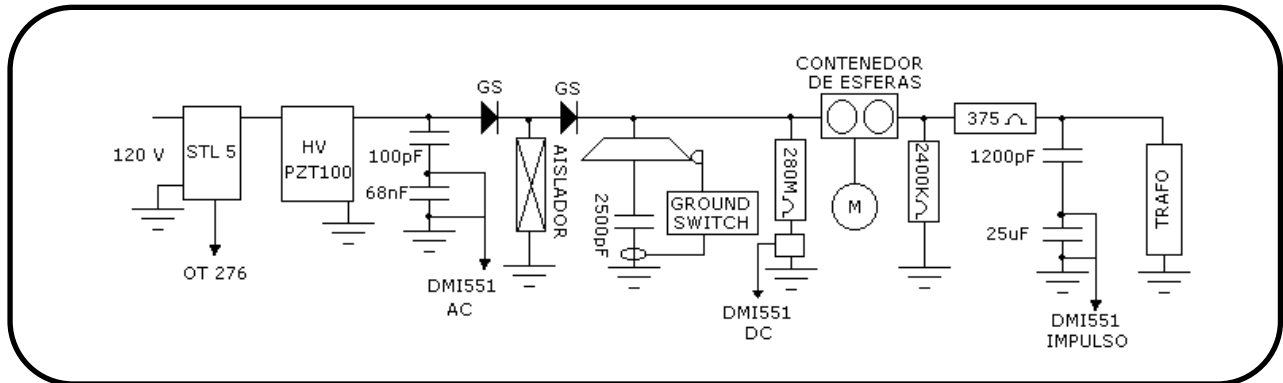 120 V
STL 5
OT 276
HV
PZT100
100pF
68nF
DMI551
AC
GS
AISLADOR
GS
2500pF
GROUND
SWITCH
280M
DMI551
DC
CONTENEDOR
DE ESFERAS
M
2400K
375
1200pF
25uF
DMI551
IMPULSO
TRAFO